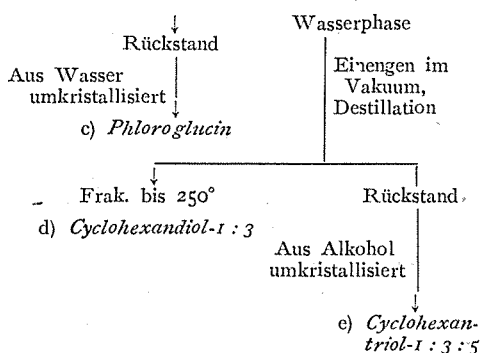 Rückstand
Aus Wasser
umkristallisiert
c) Phloroglucin
Wasserphase
Einengen im
Vakuum,
Destillation
Frak. bis 250°
d) Cyclohexandiol-1 : 3
Rückstand
Aus Alkohol
umkristallisiert
e) Cyclohexan-
triol-1 : 3 : 5